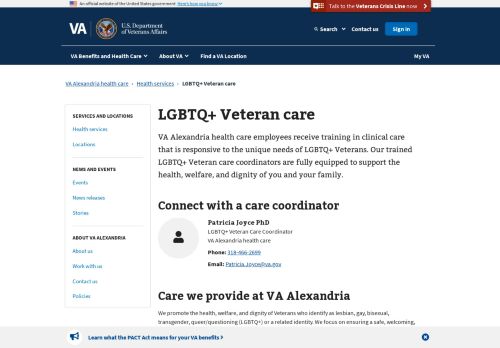 An official website of the United States government Here's how you know
Talk to the Veterans Crisis Line now
VA
U.S. Department
of Veterans Affairs
Search
Contact us
Sign in
VA Benefits and Health Care
About VA
Find a VA Location
My VA
VA Alexandria health care › Health services › LGBTQ+ Veteran care
SERVICES AND LOCATIONS
Health services
Locations
NEWS AND EVENTS
Events
News releases
Stories
ABOUT VA ALEXANDRIA
About us
Work with us
Contact us
Policies
LGBTQ+ Veteran care
VA Alexandria health care employees receive training in clinical care
that is responsive to the unique needs of LGBTQ+ Veterans. Our trained
LGBTQ+ Veteran care coordinators are fully equipped to support the
health, welfare, and dignity of you and your family.
Connect with a care coordinator
Patricia Joyce PhD
LGBTQ+ Veteran Care Coordinator
VA Alexandria health care
Phone: 318-466-2699
Email: Patricia.Joyce@va.gov
Care we provide at VA Alexandria
We promote the health, welfare, and dignity of Veterans who identify as lesbian, gay, bisexual,
transgender, queer/questioning (LGBTQ+) or a related identity. We focus on ensuring a safe, welcoming,
Learn what the PACT Act means for your VA benefits